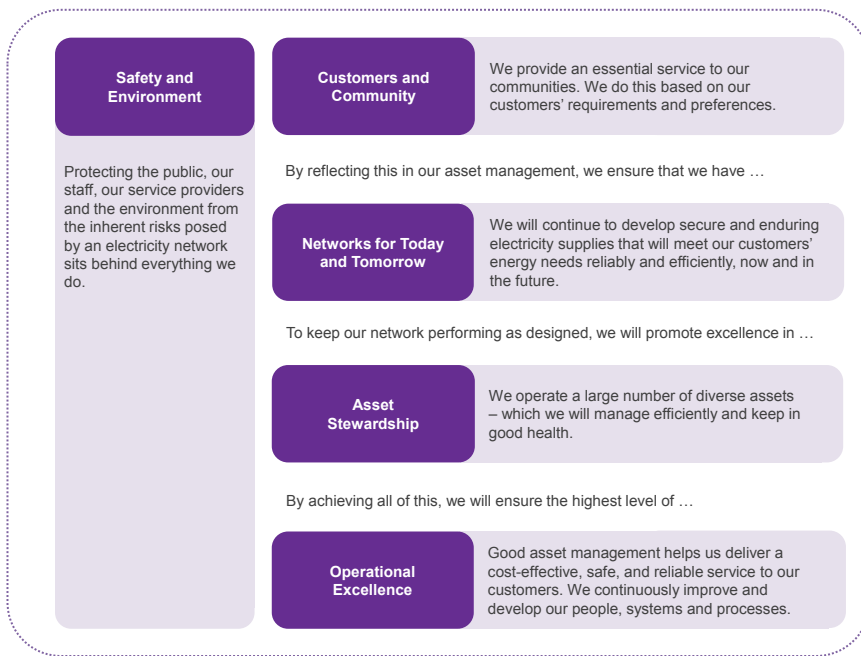 Safety and
Environment
Protecting the public, our
staff, our service providers
and the environment from
the inherent risks posed
by an electricity network
sits behind everything we
do.
Customers and
Community
We provide an essential service to our
communities. We do this based on our
customers’ requirements and preferences.
By reflecting this in our asset management, we ensure that we have …
Networks for Today
and Tomorrow
We will continue to develop secure and enduring
electricity supplies that will meet our customers’
energy needs reliably and efficiently, now and in
the future.
To keep our network performing as designed, we will promote excellence in …
Asset
Stewardship
We operate a large number of diverse assets
– which we will manage efficiently and keep in
good health.
By achieving all of this, we will ensure the highest level of …
Operational
Excellence
Good asset management helps us deliver a
cost-effective, safe, and reliable service to our
customers. We continuously improve and
develop our people, systems and processes.